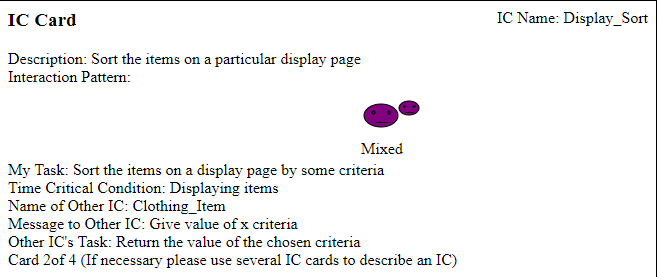 IC Card
IC Name: Display_Sort
Description: Sort the items on a particular display page
Interaction Pattern:
Mixed
My Task: Sort the items on a display page by some criteria
Time Critical Condition: Displaying items
Name of Other IC: Clothing_Item
Message to Other IC: Give value of x criteria
Other IC's Task: Return the value of the chosen criteria
Card 2of 4 (If necessary please use several IC cards to describe an IC)